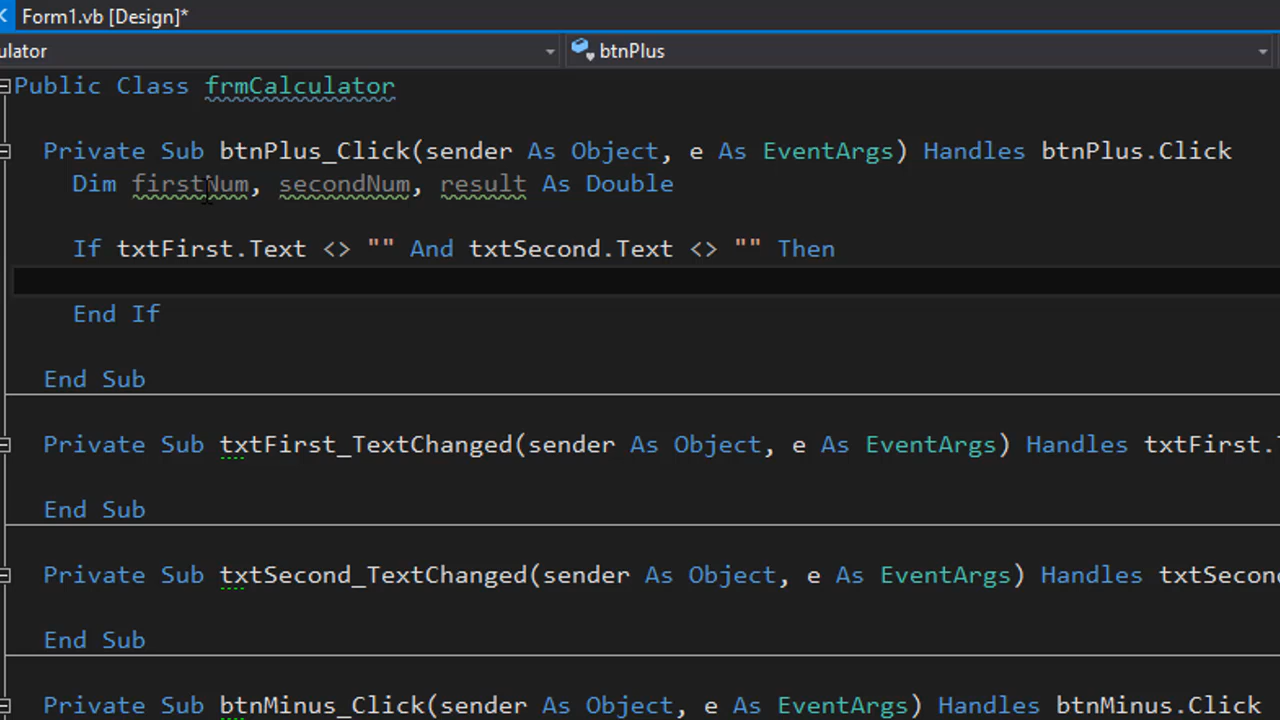 Form1.vb [Design]*
ulator
btnPlus
Public Class frmCalculator
Private Sub btnPlus_Click(sender As Object, e As EventArgs) Handles btnPlus.Click
Dim firstNum, secondNum, result As Double
If txtFirst.Text <> "" And txtSecond.Text <> "" Then
End If
End Sub
Private Sub txtFirst_TextChanged(sender As Object, e As EventArgs) Handles txtFirst.
End Sub
Private Sub txtSecond_TextChanged(sender As Object, e As EventArgs) Handles txtSecond
End Sub
Private Sub btnMinus_Click(sender As Object, e As EventArgs) Handles btnMinus.Click